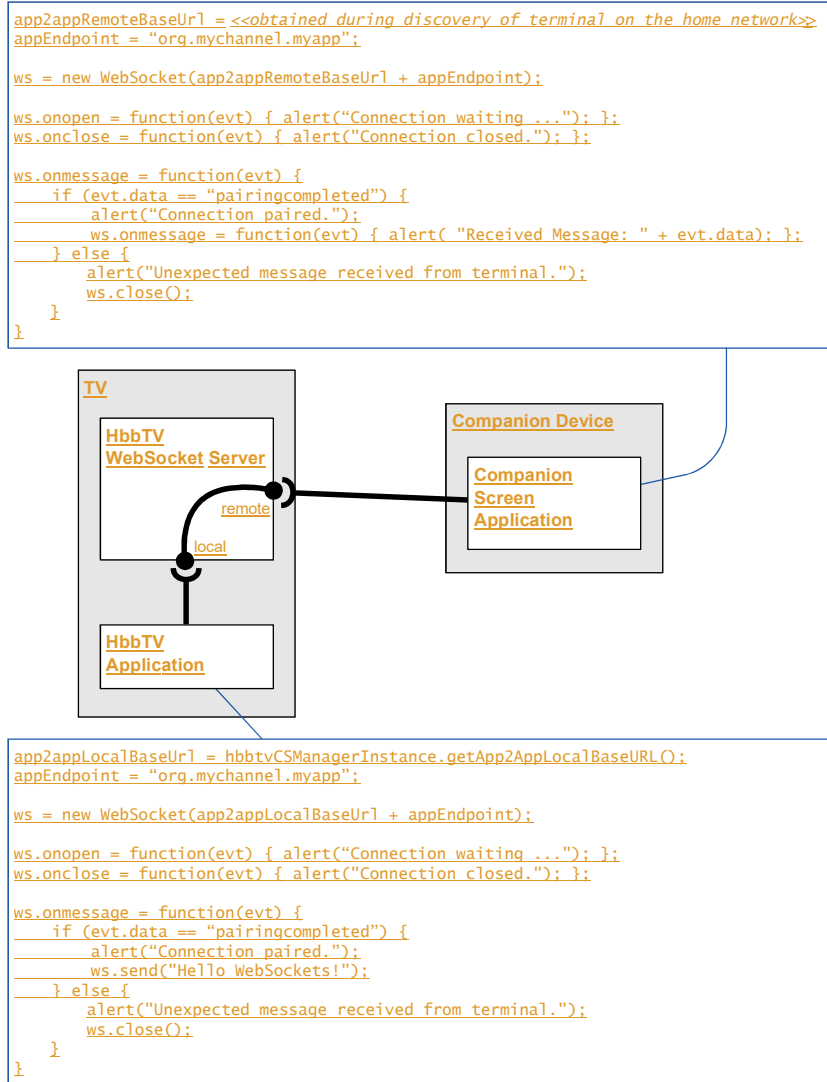 app2appRemoteBaseUrl = <<obtained during discovery of terminal on the home network>>
appEndpoint = “org.mychannel.myapp”;
ws = new WebSocket(app2appRemoteBaseUrl + appEndpoint);
ws.onopen = function(evt) { alert(“Connection waiting ..."); };
ws.onclose = function(evt) { alert("Connection closed."); };
ws.onmessage = function(evt) {
if (evt.data == “pairingcompleted”) {
alert(“Connection paired.”);
ws.onmessage = function(evt) { alert( "Received Message: " + evt.data); };
} else {
alert("Unexpected message received from terminal.");
ws.close();
}
}
TV
HbbTV
WebSocket Server
remote
local
HbbTV
Application
Companion Device
Companion
Screen
Application
app2appLocalBaseUrl = hbbtvCSManagerInstance.getApp2AppLocalBaseURL();
appEndpoint = “org.mychannel.myapp”;
ws = new WebSocket(app2appLocalBaseUrl + appEndpoint);
ws.onopen = function(evt) { alert(“Connection waiting ..."); };
ws.onclose = function(evt) { alert("Connection closed."); };
ws.onmessage = function(evt) {
if (evt.data == “pairingcompleted”) {
alert(“Connection paired.”);
ws.send("Hello WebSockets!");
} else {
alert("Unexpected message received from terminal.");
ws.close();
}
}